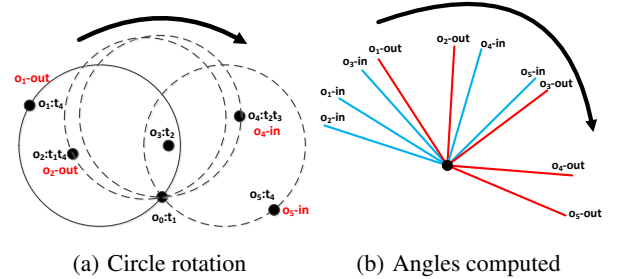 o₁-out
o₁:t₄
o₃:t₂
o₄:t₂t₃
o₄-in
o₂:t₁t₄
o₂-out
o₅:t₄
o₅-in
o₀:t₁
(a) Circle rotation
o₂-out
o₁-out
o₄-in
o₃-in
o₅-in
o₃-out
o₁-in
o₂-in
o₄-out
o₅-out
(b) Angles computed